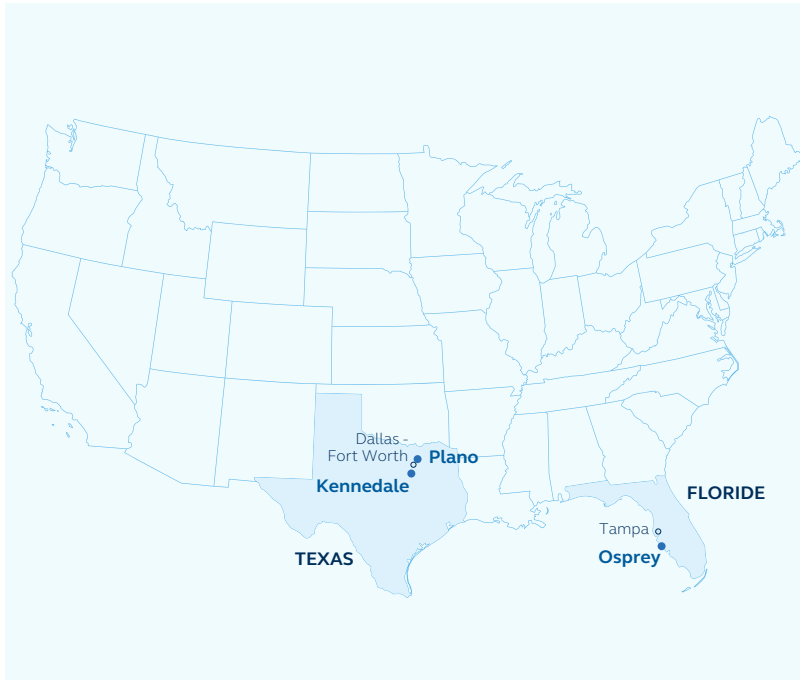 Dallas -
Fort Worth
Plano
Kennedale
TEXAS
FLORIDE
Tampa
Osprey